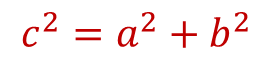 c² = a² + b²